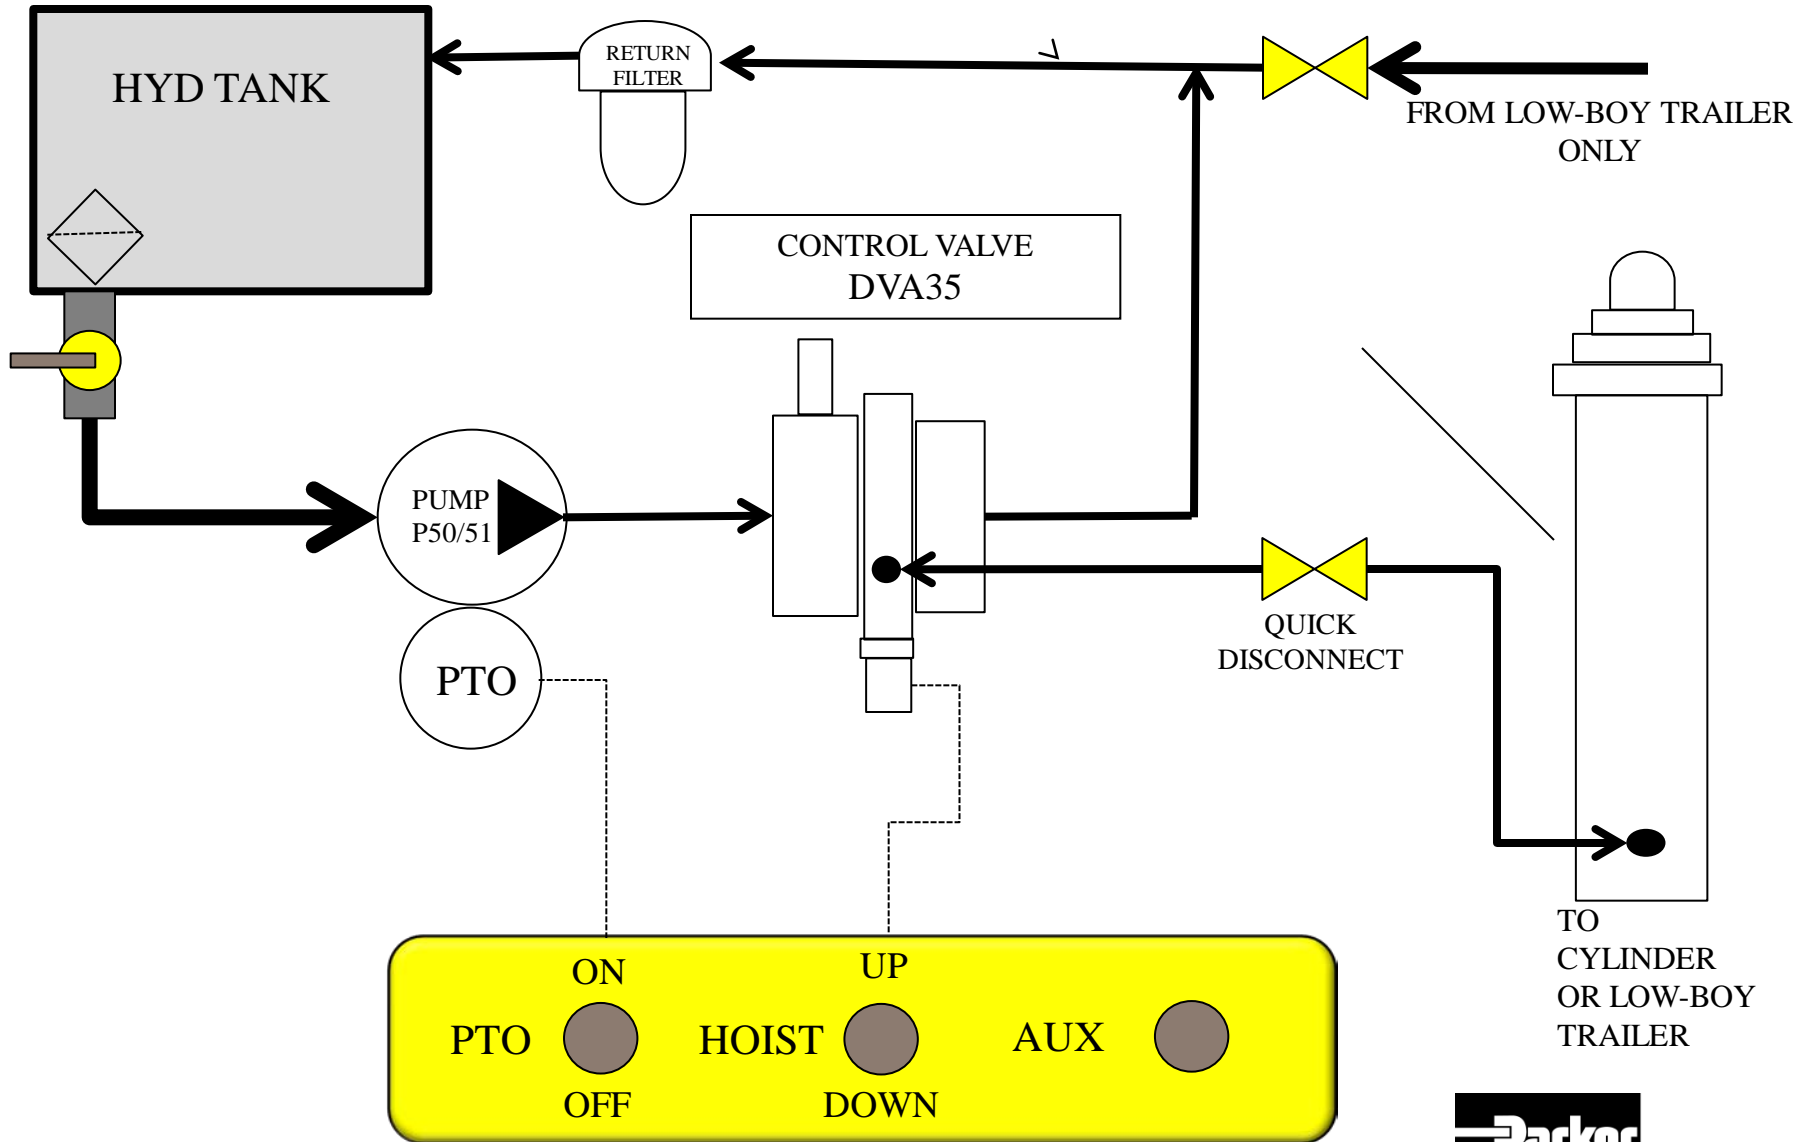 HYD TANK
RETURN
FILTER
FROM LOW-BOY TRAILER
ONLY
CONTROL VALVE
DVA35
PUMP
P50/51
QUICK
DISCONNECT
PTO
TO
CYLINDER
OR LOW-BOY
TRAILER
ON
UP
PTO
HOIST
AUX
OFF
DOWN
Parker